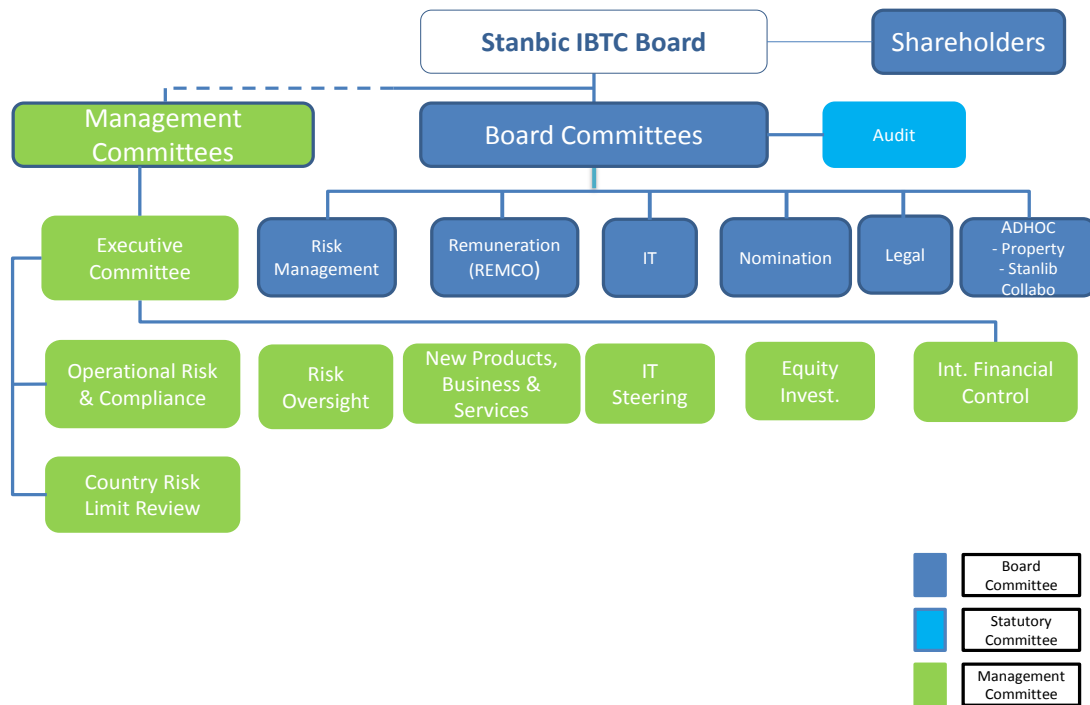 Stanbic IBTC Board
Shareholders
Management
Committees
Board Committees
Audit
Executive
Committee
Risk
Management
Remuneration
(REMCO)
IT
Nomination
Legal
ADHOC
- Property
- Stanlib
Collabo
Operational Risk
& Compliance
Risk
Oversight
New Products,
Business &
Services
IT
Steering
Equity
Invest.
Int. Financial
Control
Country Risk
Limit Review
Board
Committee
Statutory
Committee
Management
Committee